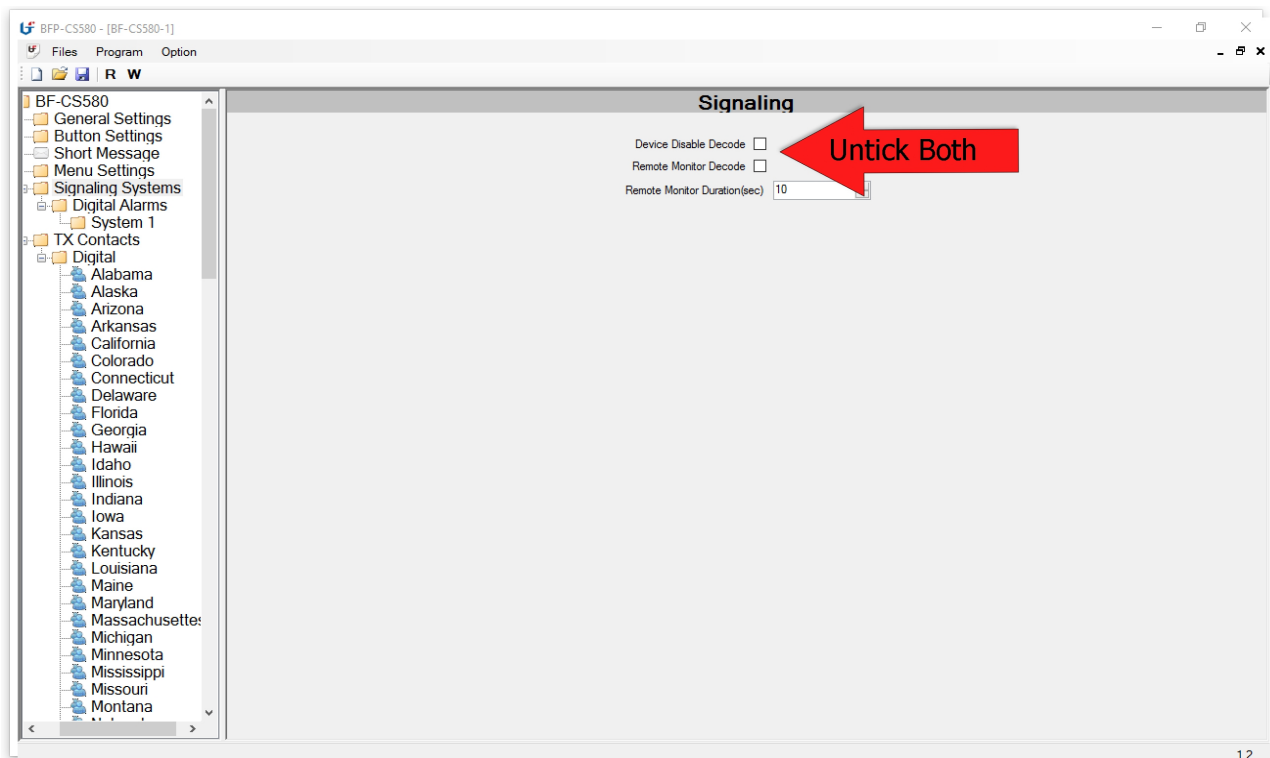 BFP-CS580 - [BF-CS580-1]
Files Program Option
R W
BF-CS580
General Settings
Button Settings
Short Message
Menu Settings
Signaling Systems
Digital Alarms
System 1
TX Contacts
Digital
Alabama
Alaska
Arizona
Arkansas
California
Colorado
Connecticut
Delaware
Florida
Georgia
Hawaii
Idaho
Illinois
Indiana
Iowa
Kansas
Kentucky
Louisiana
Maine
Maryland
Massachusettes
Michigan
Minnesota
Mississippi
Missouri
Montana
Signaling
Device Disable Decode
Remote Monitor Decode
Remote Monitor Duration(sec) 10
Untick Both
1.2